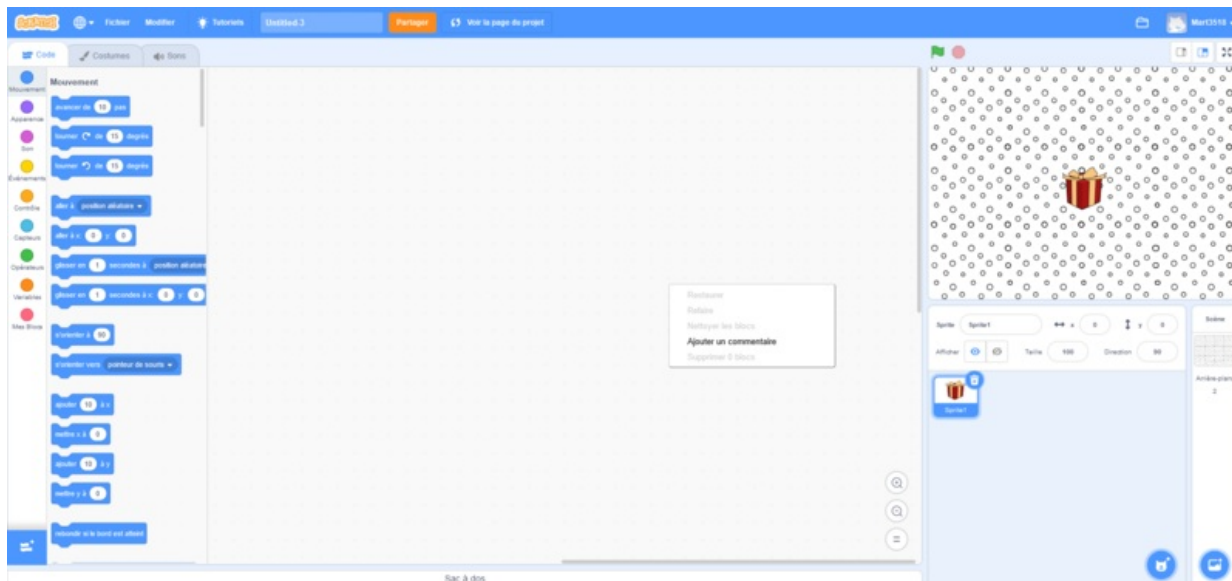 SCRATCH Fichier Modifier Tutoriels Untitled 3 Partager Voir la page du projet Mart3518
Code Costumes Sons
Mouvement
Apparence
Son
Événements
Contrôle
Capteurs
Opérateurs
Variables
Mes Blocs
Mouvement
avancer de 10 pas
tourner de 15 degrés
tourner de 15 degrés
aller à position aléatoire
aller à x: 0 y: 0
glisser en 1 secondes à position aléatoire
glisser en 1 secondes à x: 0 y: 0
s'orienter à 90
s'orienter vers pointeur de souris
ajouter 10 à x
mettre x à 0
ajouter 10 à y
mettre y à 0
rebondir si le bord est atteint
Restaurer
Refaire
Nettoyer les blocs
Ajouter un commentaire
Supprimer 0 blocs
Sac à dos
Sprite Sprite1 x 0 y 0
Afficher Taille 100 Direction 90
Sprite1
Scène
Arrière-plans
2